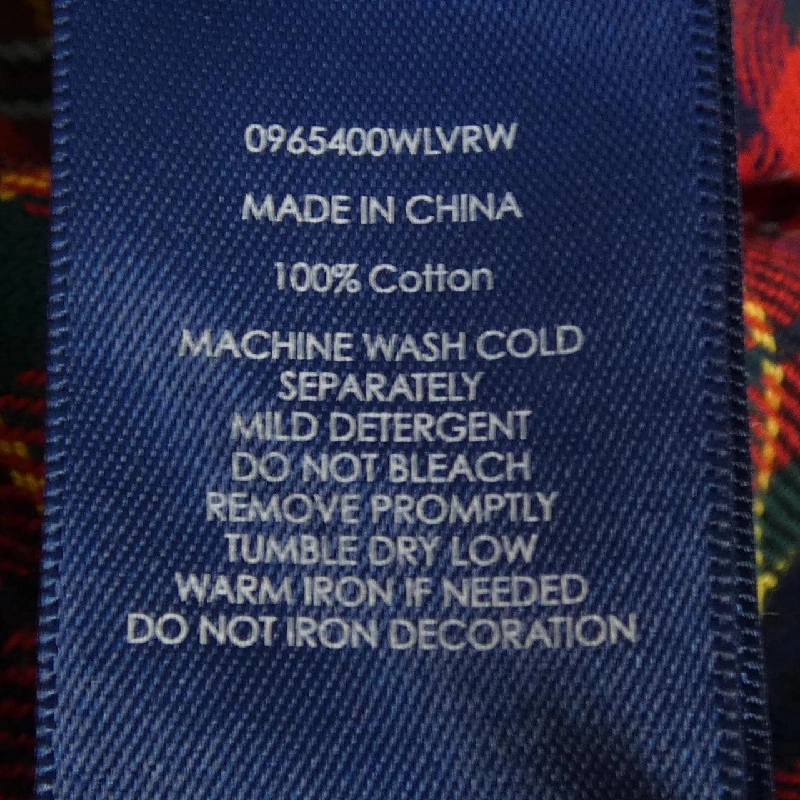 0965400WLVRW
MADE IN CHINA
100% Cotton
MACHINE WASH COLD
SEPARATELY
MILD DETERGENT
DO NOT BLEACH
REMOVE PROMPTLY
TUMBLE DRY LOW
WARM IRON IF NEEDED
DO NOT IRON DECORATION